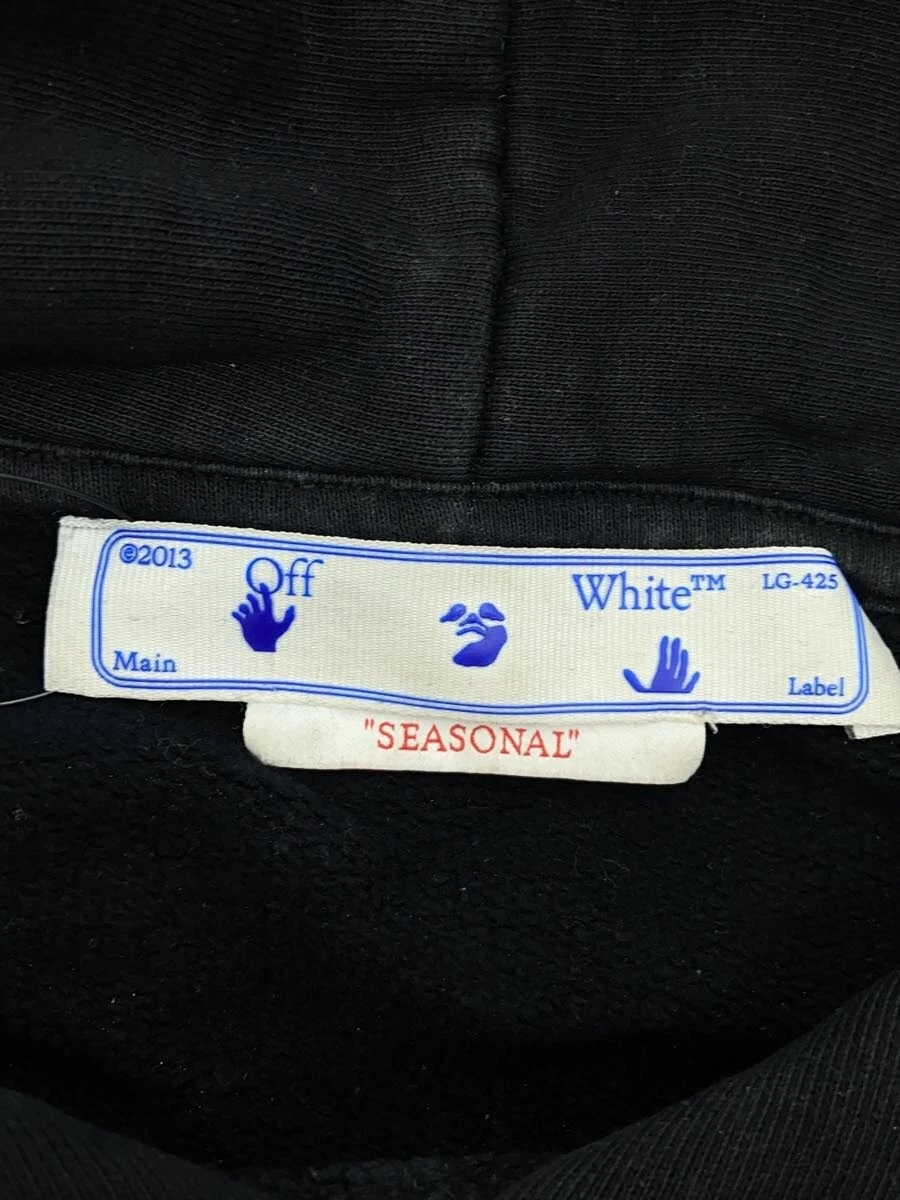 ©2013 Off White™ LG-425
Main Label
"SEASONAL"